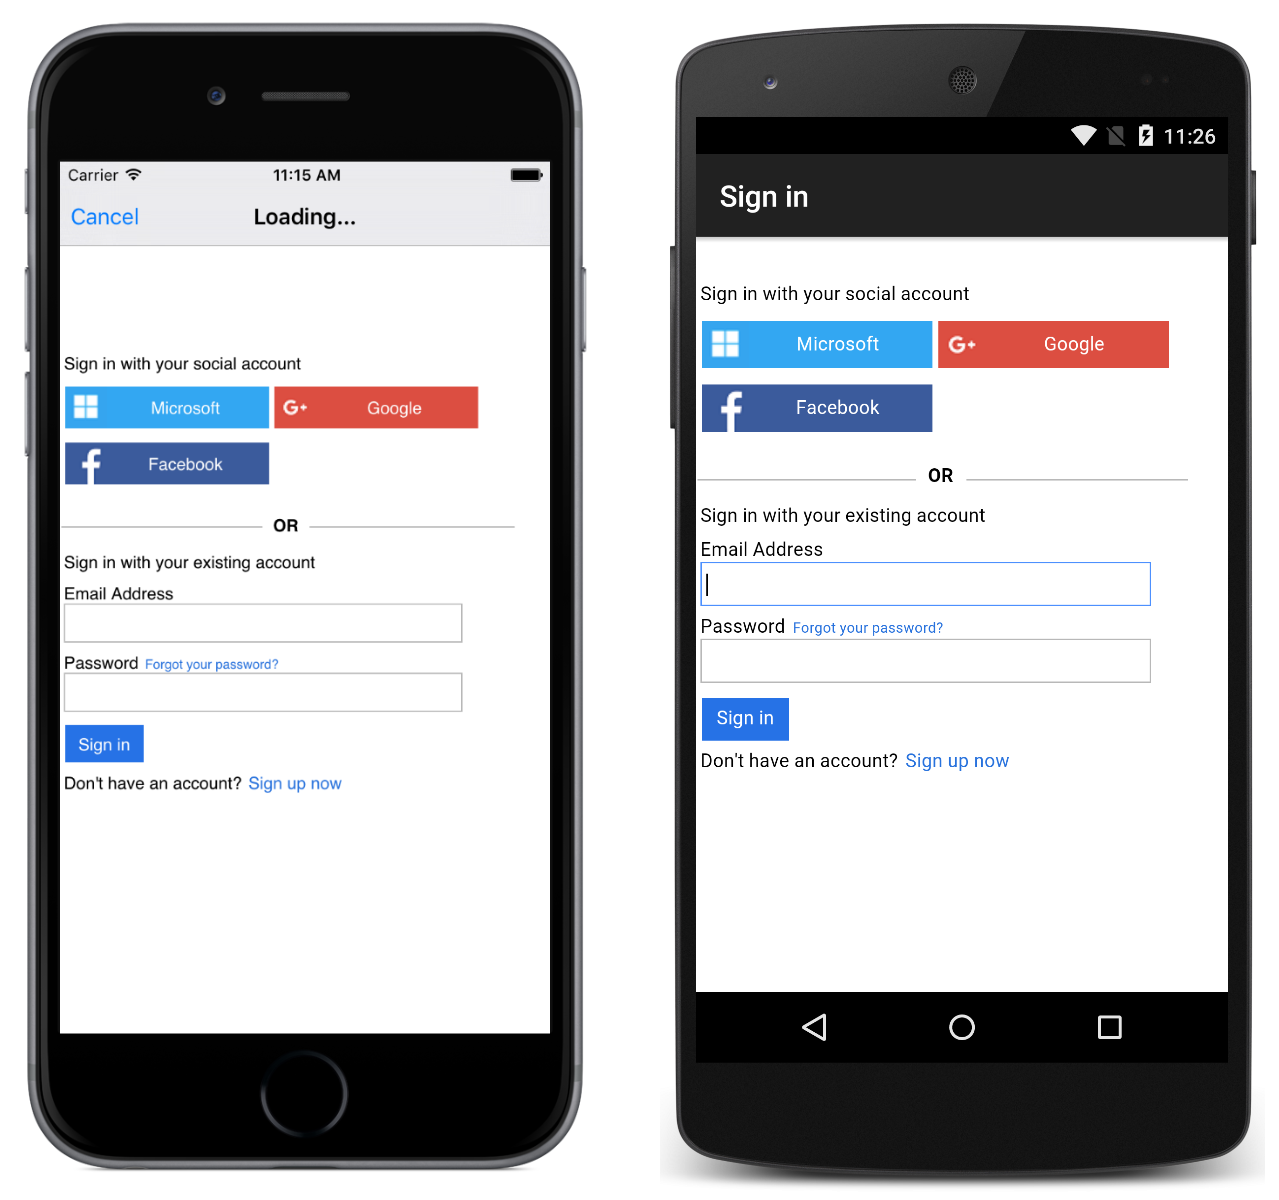 Carrier 11:15 AM
Cancel Loading...
Sign in with your social account
Microsoft G+ Google
f Facebook
OR
Sign in with your existing account
Email Address
Password Forgot your password?
Sign in
Don't have an account? Sign up now
11:26
Sign in
Sign in with your social account
Microsoft G+ Google
f Facebook
OR
Sign in with your existing account
Email Address
Password Forgot your password?
Sign in
Don't have an account? Sign up now